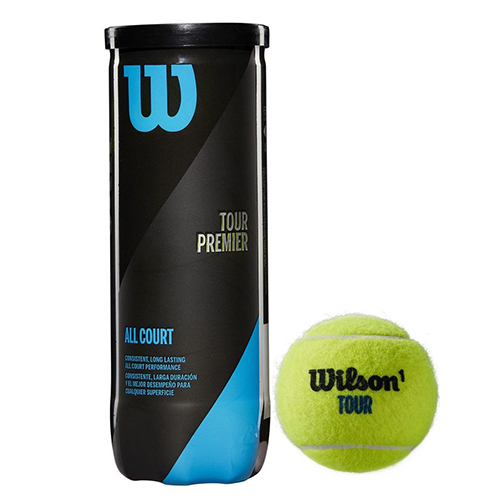 W
TOUR
PREMIER
ALL COURT
CONSISTENT, LONG LASTING
ALL COURT PERFORMANCE
CONSISTENTE, LARGA DURACIÓN
Y EL MEJOR DESEMPEÑO PARA
CUALQUIER SUPERFICIE
Wilson 1
TOUR